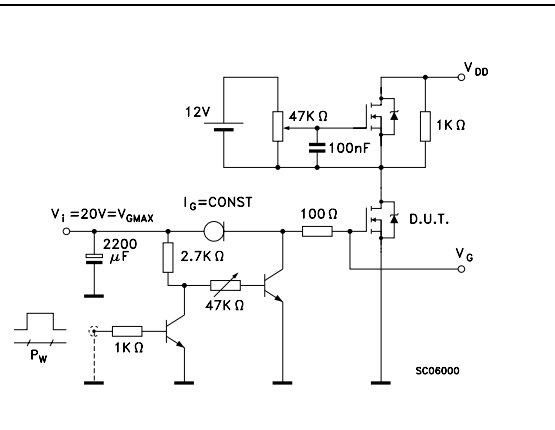 V DD
12V
47K Ω
1K Ω
100nF
I G=CONST
V i =20V=V GMAX
100 Ω
D.U.T.
2200
μF
2.7K Ω
V G
47K Ω
1K Ω
P W
SC06000